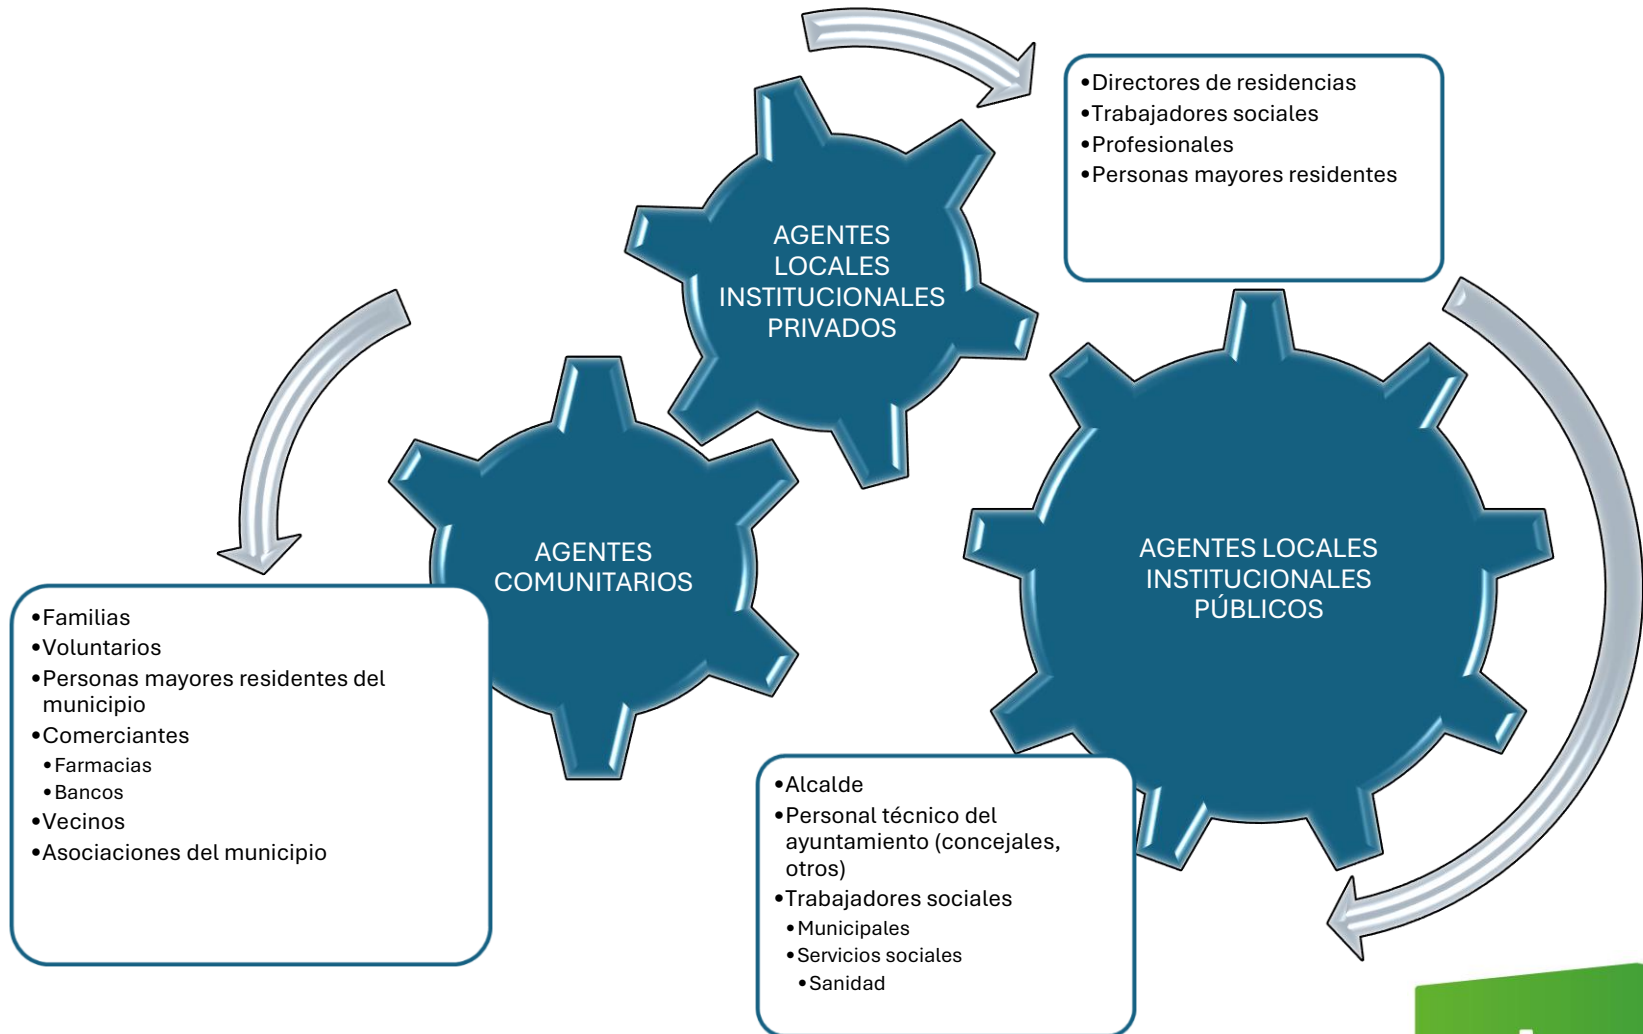 •Directores de residencias
•Trabajadores sociales
•Profesionales
•Personas mayores residentes
AGENTES
LOCALES
INSTITUCIONALES
PRIVADOS
AGENTES
COMUNITARIOS
AGENTES LOCALES
INSTITUCIONALES
PÚBLICOS
•Familias
•Voluntarios
•Personas mayores residentes del
municipio
•Comerciantes
•Farmacias
•Bancos
•Vecinos
•Asociaciones del municipio
•Alcalde
•Personal técnico del
ayuntamiento (concejales,
otros)
•Trabajadores sociales
•Municipales
•Servicios sociales
•Sanidad